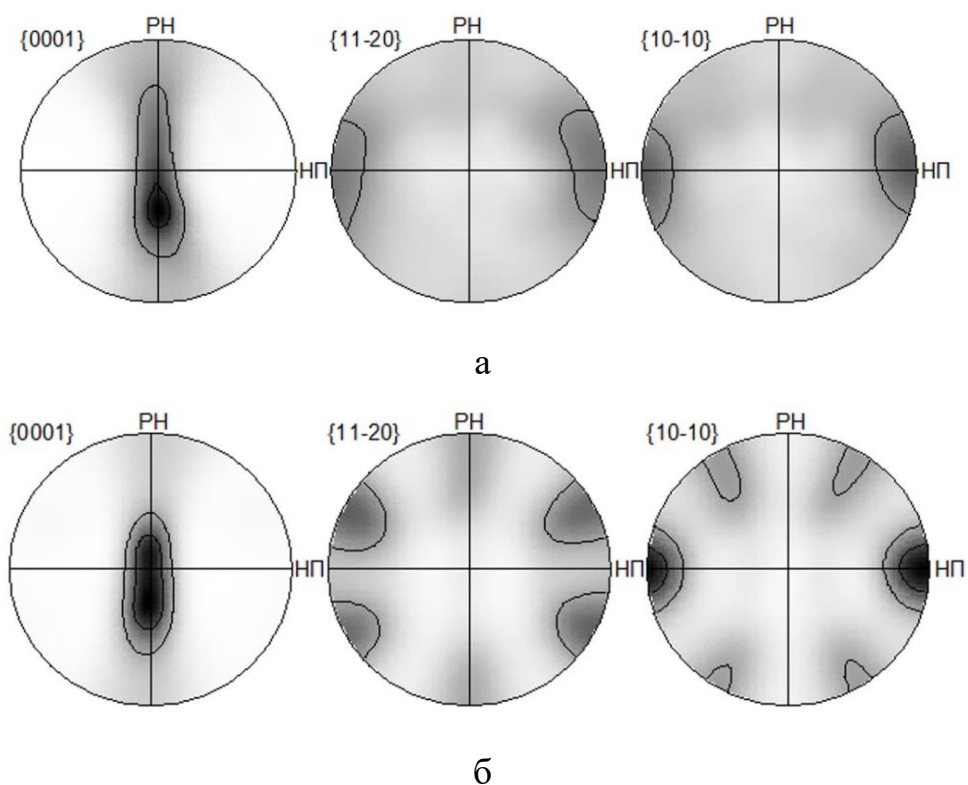 {0001} РН НП {11-20} РН НП {10-10} РН НП
а
{0001} РН НП {11-20} РН НП {10-10} РН НП
б